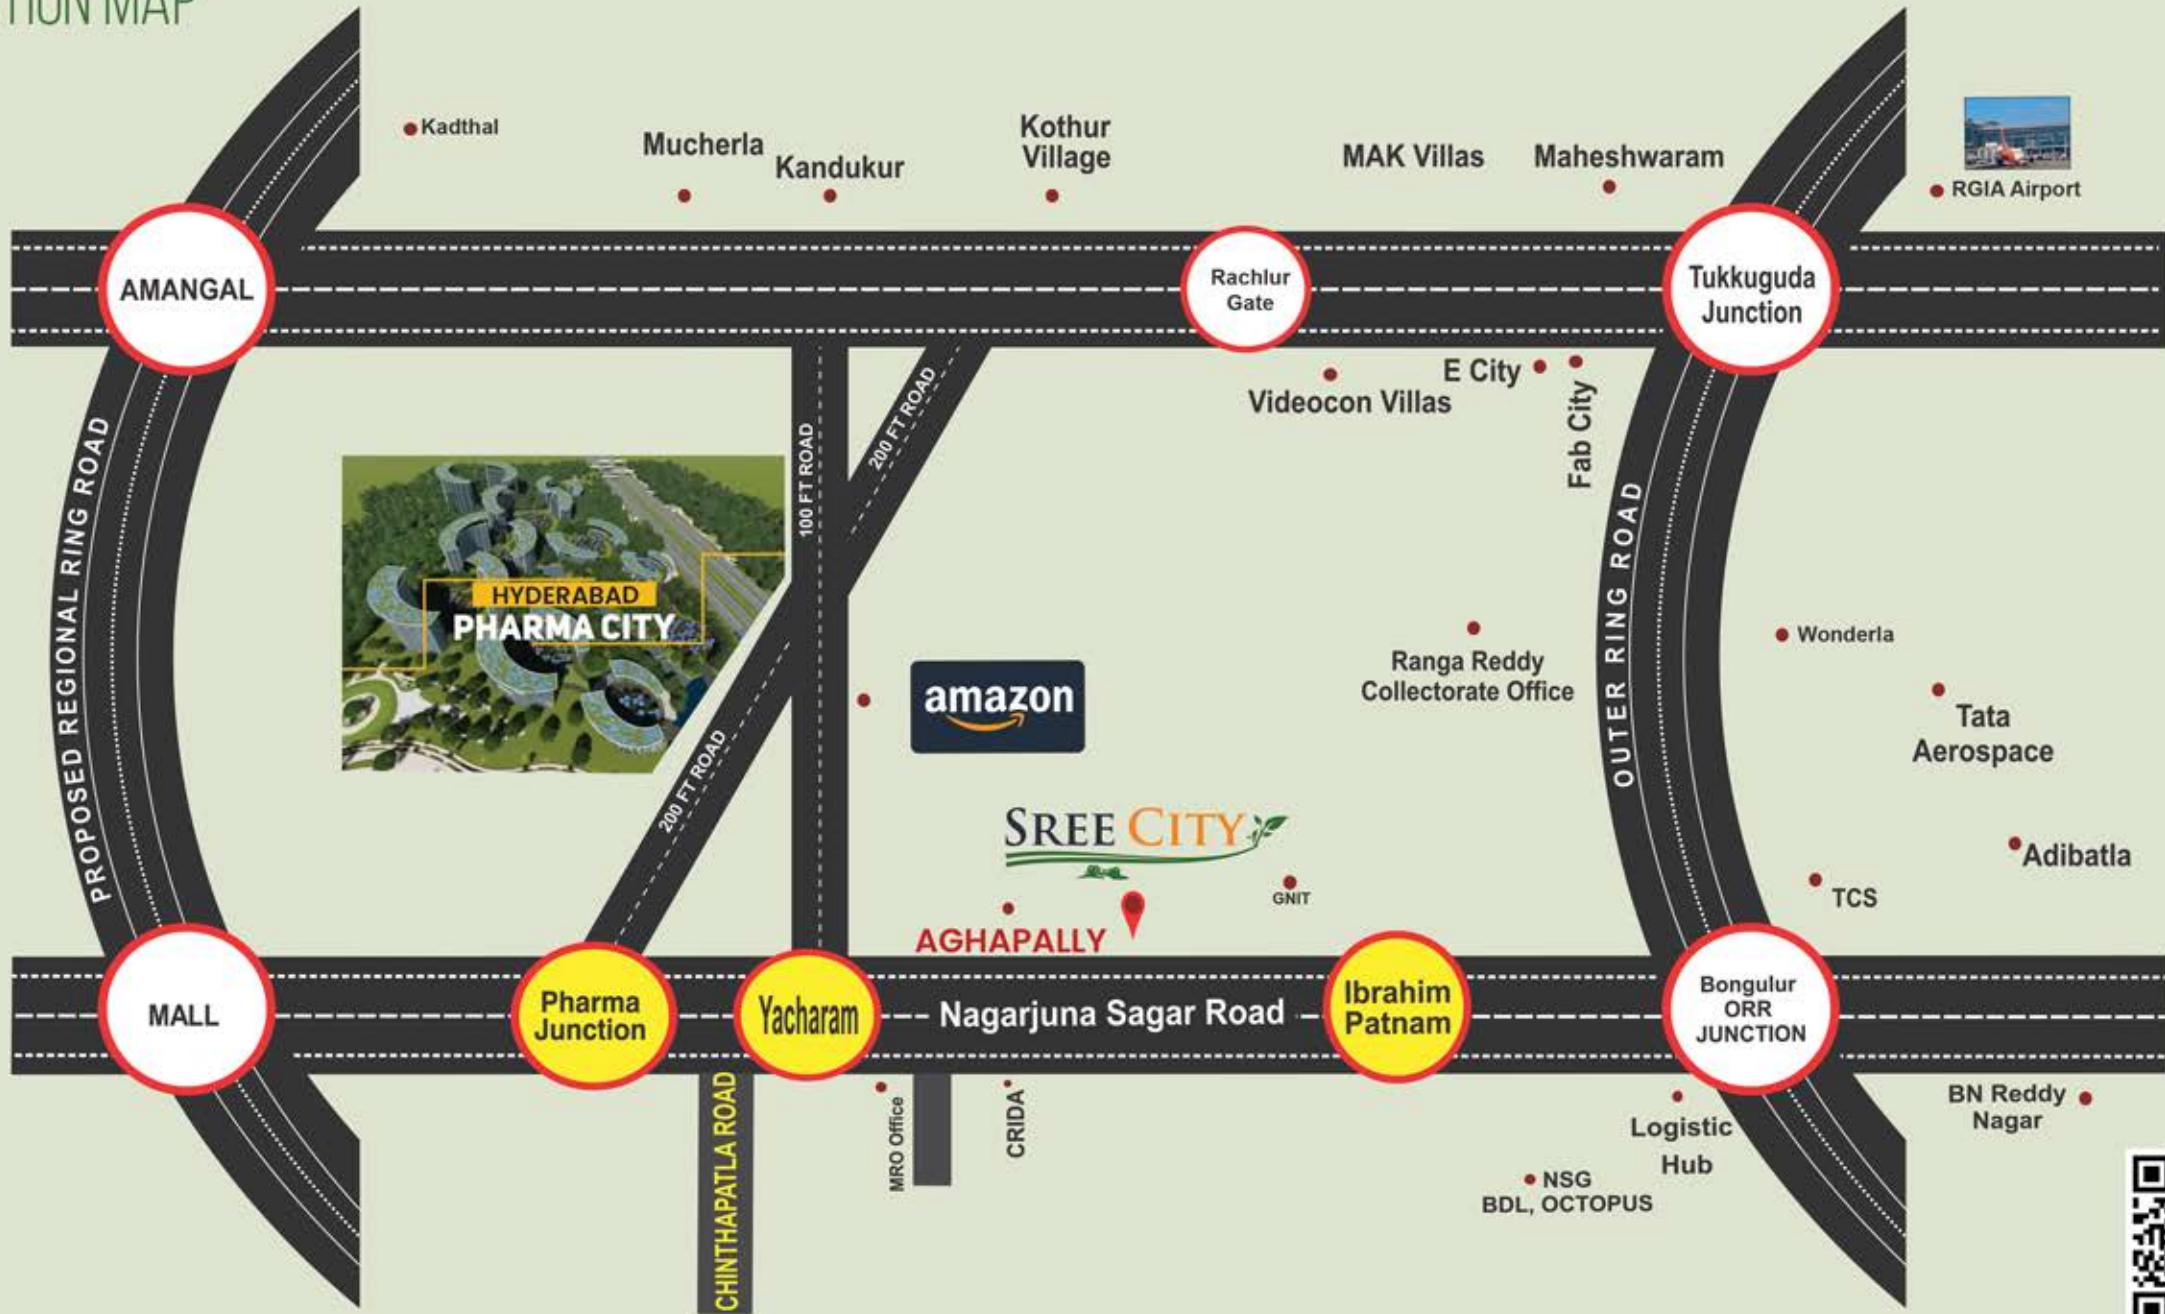 Kadthal
Mucherla
Kandukur
Kothur
Village
MAK Villas
Maheshwaram
RGIA Airport
AMANGAL
Rachlur
Gate
Tukkuguda
Junction
Videocon Villas
E City
Fab City
PROPOSED REGIONAL RING ROAD
100 FT ROAD
200 FT ROAD
HYDERABAD
PHARMA CITY
200 FT ROAD
amazon
Ranga Reddy
Collectorate Office
OUTER RING ROAD
Wonderla
Tata
Aerospace
SREE CITY
Adibatla
TCS
GNIT
AGHAPALLY
MALL
Pharma
Junction
Yacharam
Nagarjuna Sagar Road
Ibrahim
Patnam
Bongulur
ORR
JUNCTION
CHINTHAPATLA ROAD
MRO Office
CRIDA
Logistic
Hub
NSG
BDL, OCTOPUS
BN Reddy
Nagar